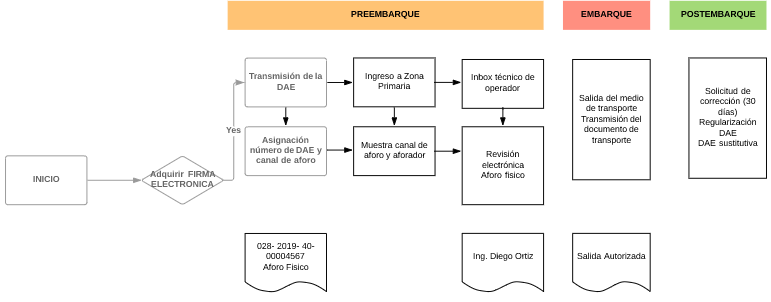 PREEMBARQUE
EMBARQUE
POSTEMBARQUE
Transmisión de la
DAE
Ingreso a Zona
Primaria
Inbox técnico de
operador
Salida del medio
de transporte
Transmisión del
documento de
transporte
Solicitud de
corrección (30
días)
Regularización
DAE
DAE sustitutiva
Yes
Asignación
número de DAE y
canal de aforo
Muestra canal de
aforo y aforador
Revisión
electrónica
Aforo fisico
INICIO
Adquirir FIRMA
ELECTRONICA
028- 2019- 40-
00004567
Aforo Fisico
Ing. Diego Ortiz
Salida Autorizada